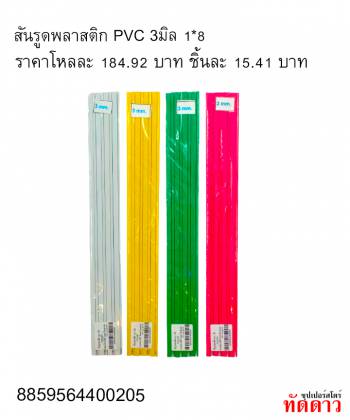 สันรูดพลาสติก PVC 3มิล 1*8
ราคาโหลละ 184.92 บาท ชิ้นละ 15.41 บาท
3 mm. 3 mm. 3 mm. 3 mm.
8859564400205
ซุปเปอร์สโตร์
ทัดดาว